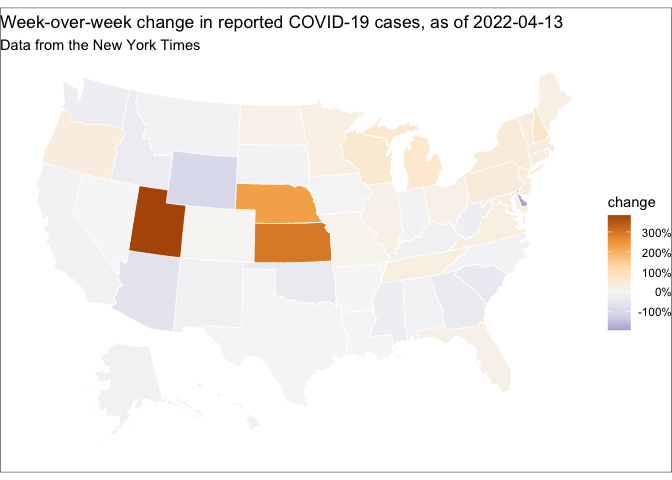 Week-over-week change in reported COVID-19 cases, as of 2022-04-13
Data from the New York Times
change
300%
200%
100%
0%
-100%